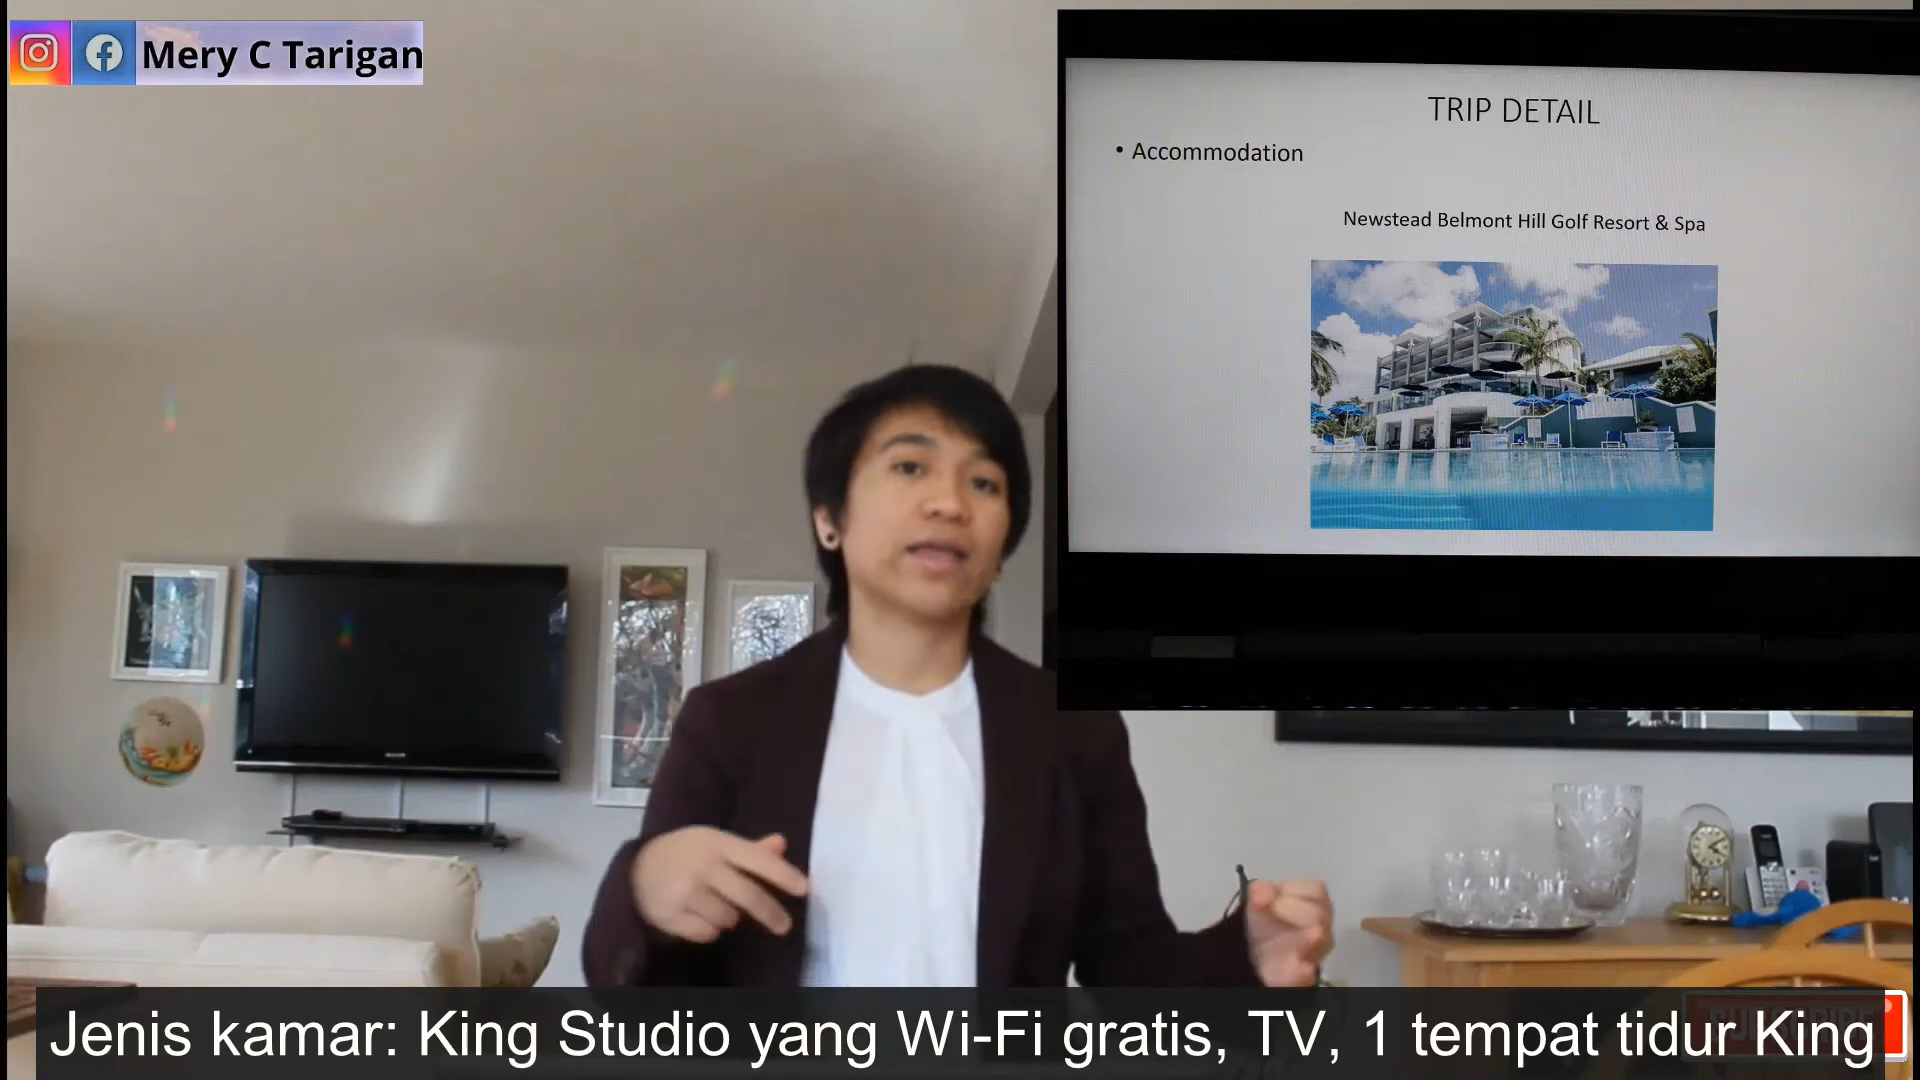 Mery C Tarigan
TRIP DETAIL
• Accommodation
Newstead Belmont Hill Golf Resort & Spa
Jenis kamar: King Studio yang Wi-Fi gratis, TV, 1 tempat tidur King